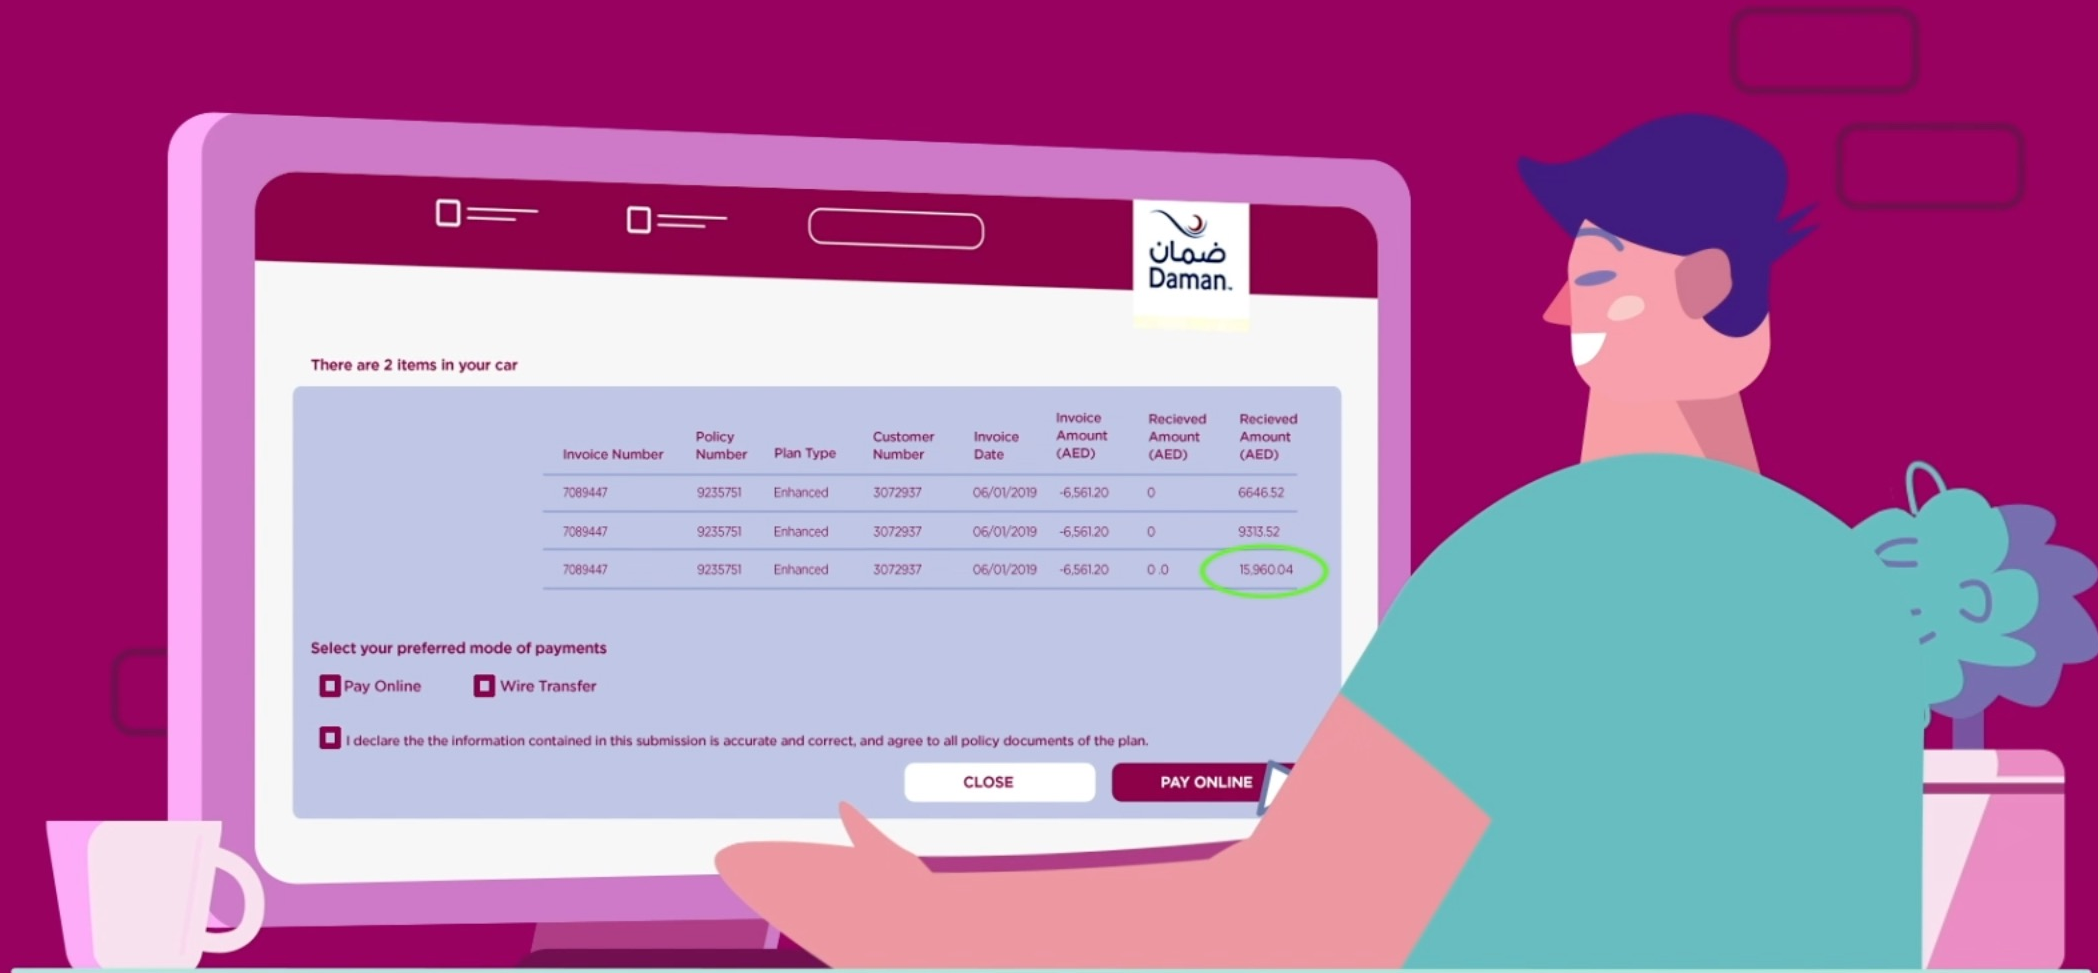 ضمان
Daman.
There are 2 items in your car
Invoice Number Policy Number Plan Type Customer Number Invoice Date Invoice Amount (AED) Recieved Amount (AED) Recieved Amount (AED)
7089447 9235751 Enhanced 3072937 06/01/2019 -6,561.20 0 6646.52
7089447 9235751 Enhanced 3072937 06/01/2019 -6,561.20 0 9313.52
7089447 9235751 Enhanced 3072937 06/01/2019 -6,561.20 0.0 15,960.04
Select your preferred mode of payments
Pay Online Wire Transfer
I declare the the information contained in this submission is accurate and correct, and agree to all policy documents of the plan.
CLOSE PAY ONLINE